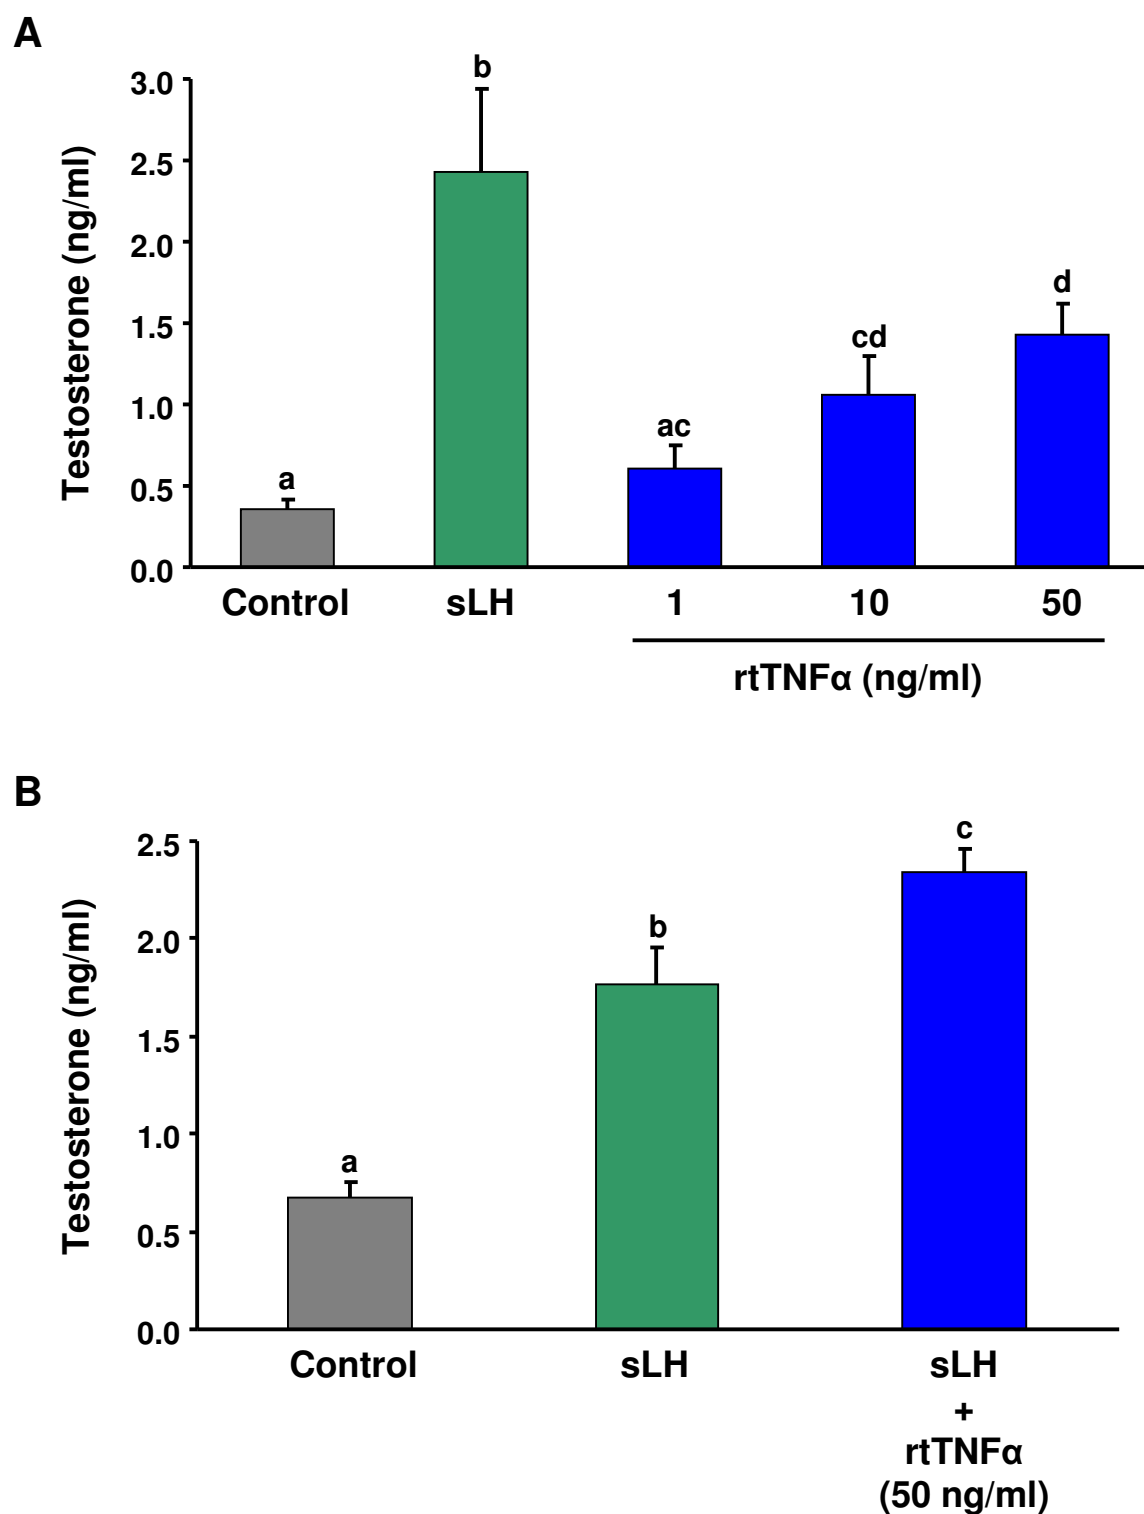 A
Testosterone (ng/ml)
3.0
2.5
2.0
1.5
1.0
0.5
0.0
a
b
ac
cd
d
Control sLH 1 10 50
rtTNFα (ng/ml)
B
Testosterone (ng/ml)
2.5
2.0
1.5
1.0
0.5
0.0
a
b
c
Control sLH sLH
+
rtTNFα
(50 ng/ml)